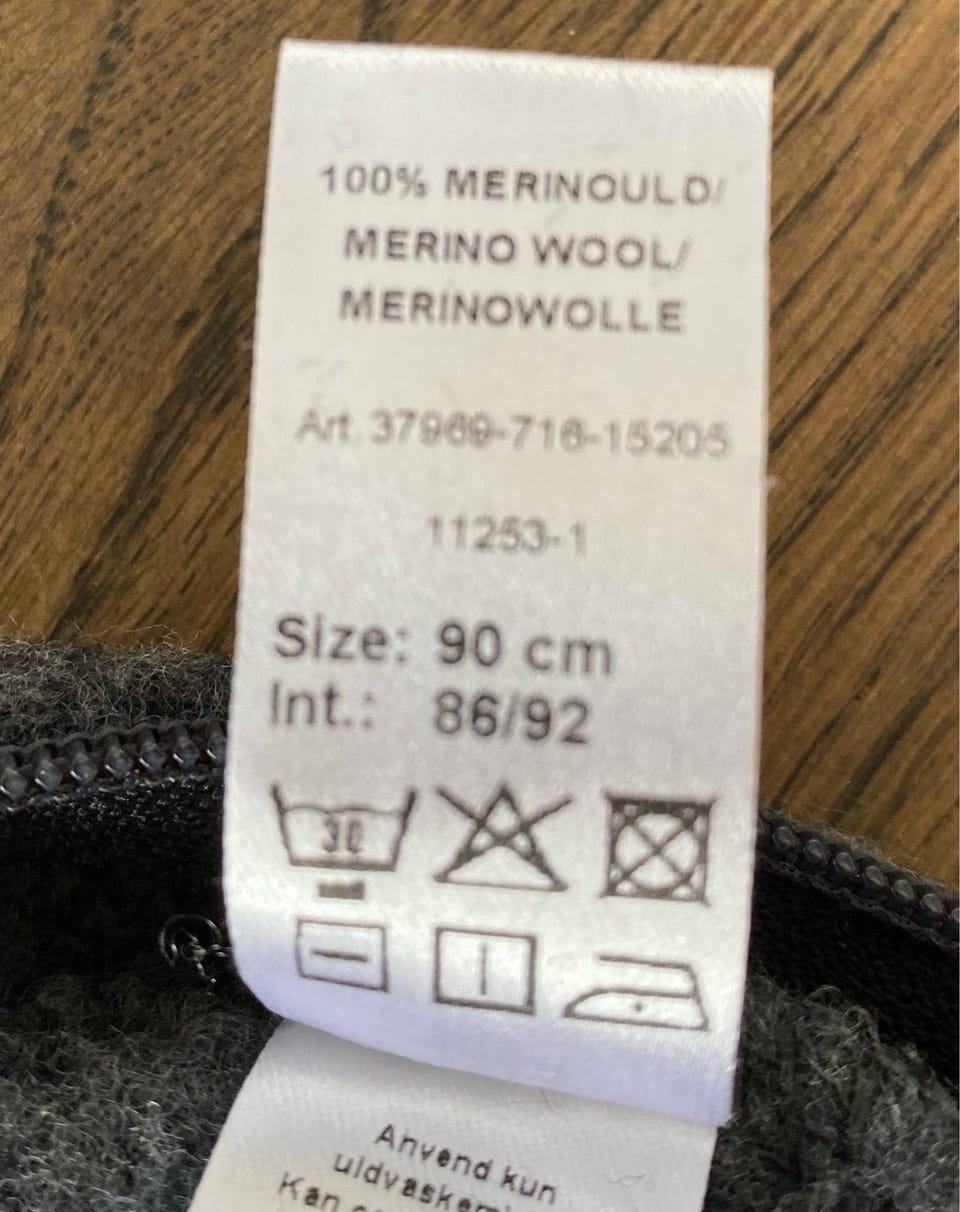 100% MERINOULD/
MERINO WOOL/
MERINOWOLLE
Art. 37969-716-15205
11253-1
Size: 90 cm
Int.: 86/92
30
Anvend kun
Kan